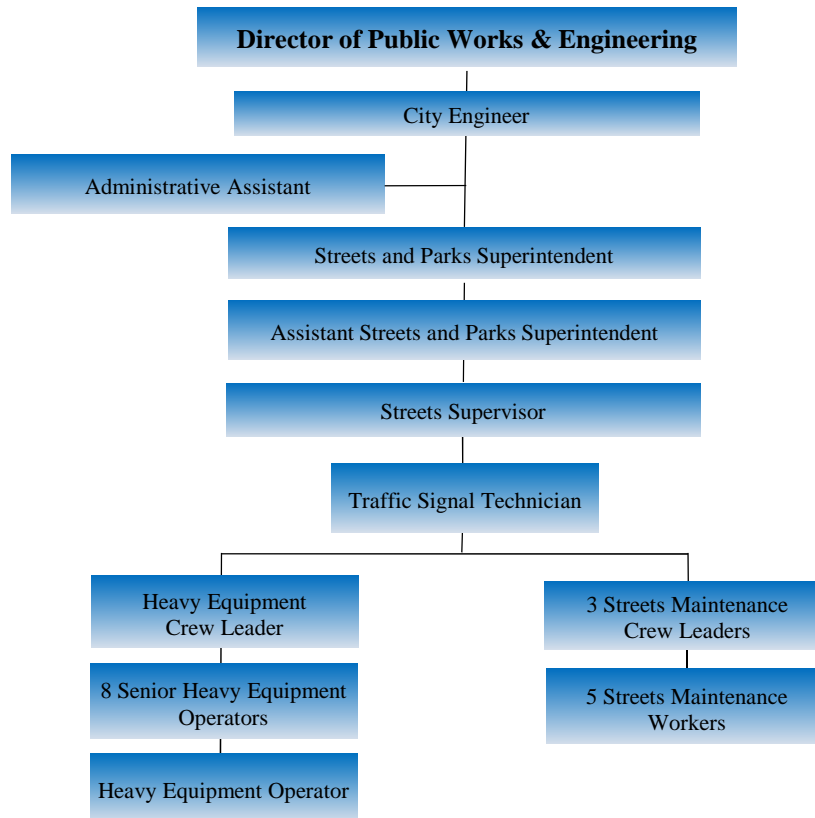 Director of Public Works & Engineering
City Engineer
Administrative Assistant
Streets and Parks Superintendent
Assistant Streets and Parks Superintendent
Streets Supervisor
Traffic Signal Technician
Heavy Equipment
Crew Leader
3 Streets Maintenance
Crew Leaders
8 Senior Heavy Equipment
Operators
5 Streets Maintenance
Workers
Heavy Equipment Operator